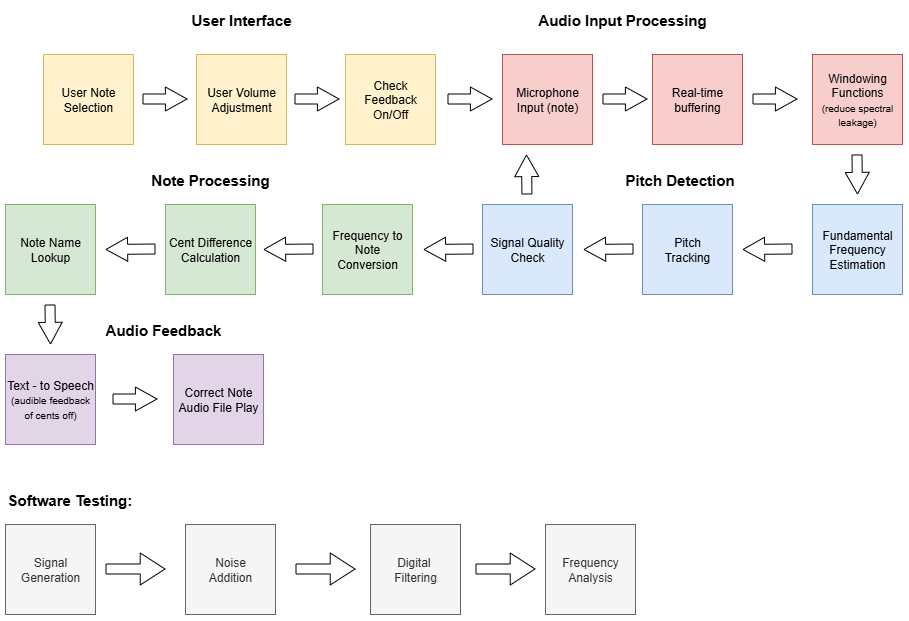 User Interface
Audio Input Processing
User Note
Selection
User Volume
Adjustment
Check
Feedback
On/Off
Microphone
Input (note)
Real-time
buffering
Windowing
Functions
(reduce spectral
leakage)
Note Processing
Pitch Detection
Note Name
Lookup
Cent Difference
Calculation
Frequency to
Note
Conversion
Signal Quality
Check
Pitch
Tracking
Fundamental
Frequency
Estimation
Audio Feedback
Text - to Speech
(audible feedback
of cents off)
Correct Note
Audio File Play
Software Testing:
Signal
Generation
Noise
Addition
Digital
Filtering
Frequency
Analysis